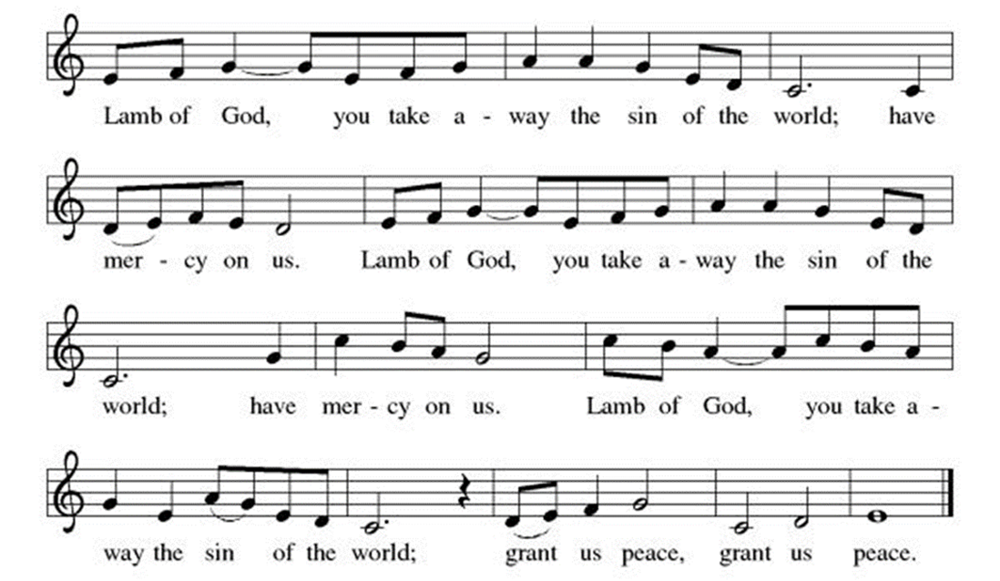 Lamb of God, you take a - way the sin of the world; have
mer - cy on us. Lamb of God, you take a - way the sin of the
world; have mer - cy on us. Lamb of God, you take a -
way the sin of the world; grant us peace, grant us peace.